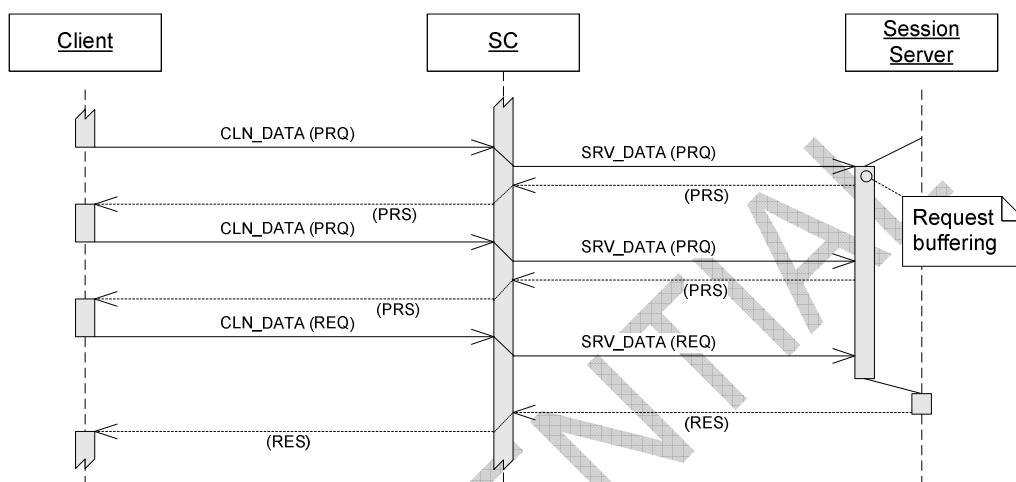 Client
SC
Session
Server
CLN_DATA (PRQ)
SRV_DATA (PRQ)
(PRS)
(PRS)
Request
buffering
CLN_DATA (PRQ)
SRV_DATA (PRQ)
(PRS)
(PRS)
CLN_DATA (REQ)
SRV_DATA (REQ)
(RES)
(RES)
ENTIAL